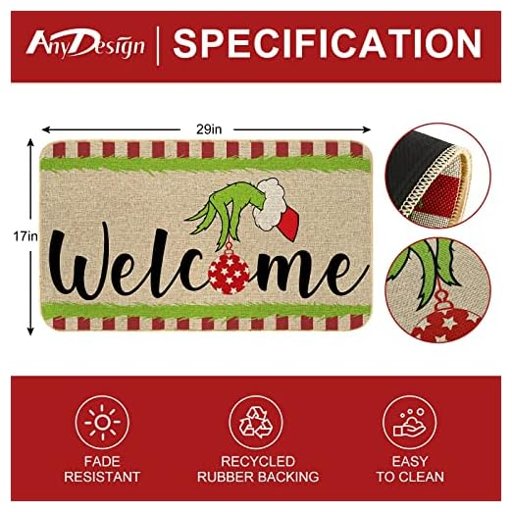 AnyDesign | SPECIFICATION
29in
17in
Welcome
FADE
RESISTANT
RECYCLED
RUBBER BACKING
EASY
TO CLEAN